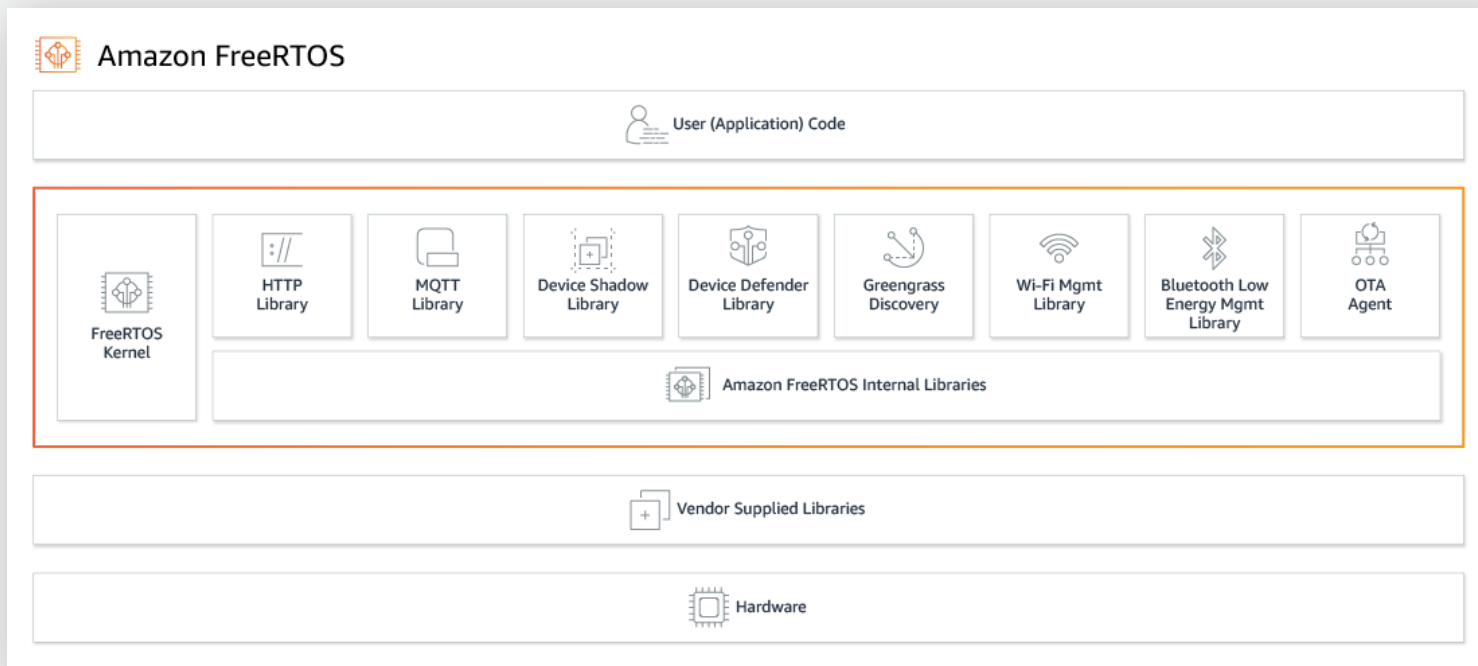 Amazon FreeRTOS
User (Application) Code
FreeRTOS
Kernel
HTTP
Library
MQTT
Library
Device Shadow
Library
Device Defender
Library
Greengrass
Discovery
Wi-Fi Mgmt
Library
Bluetooth Low
Energy Mgmt
Library
OTA
Agent
Amazon FreeRTOS Internal Libraries
Vendor Supplied Libraries
Hardware